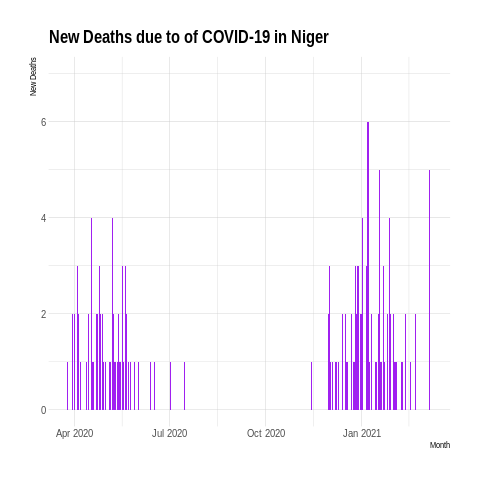 New Deaths due to of COVID-19 in Niger
New Deaths
6
4
2
0
Apr 2020 Jul 2020 Oct 2020 Jan 2021
Month